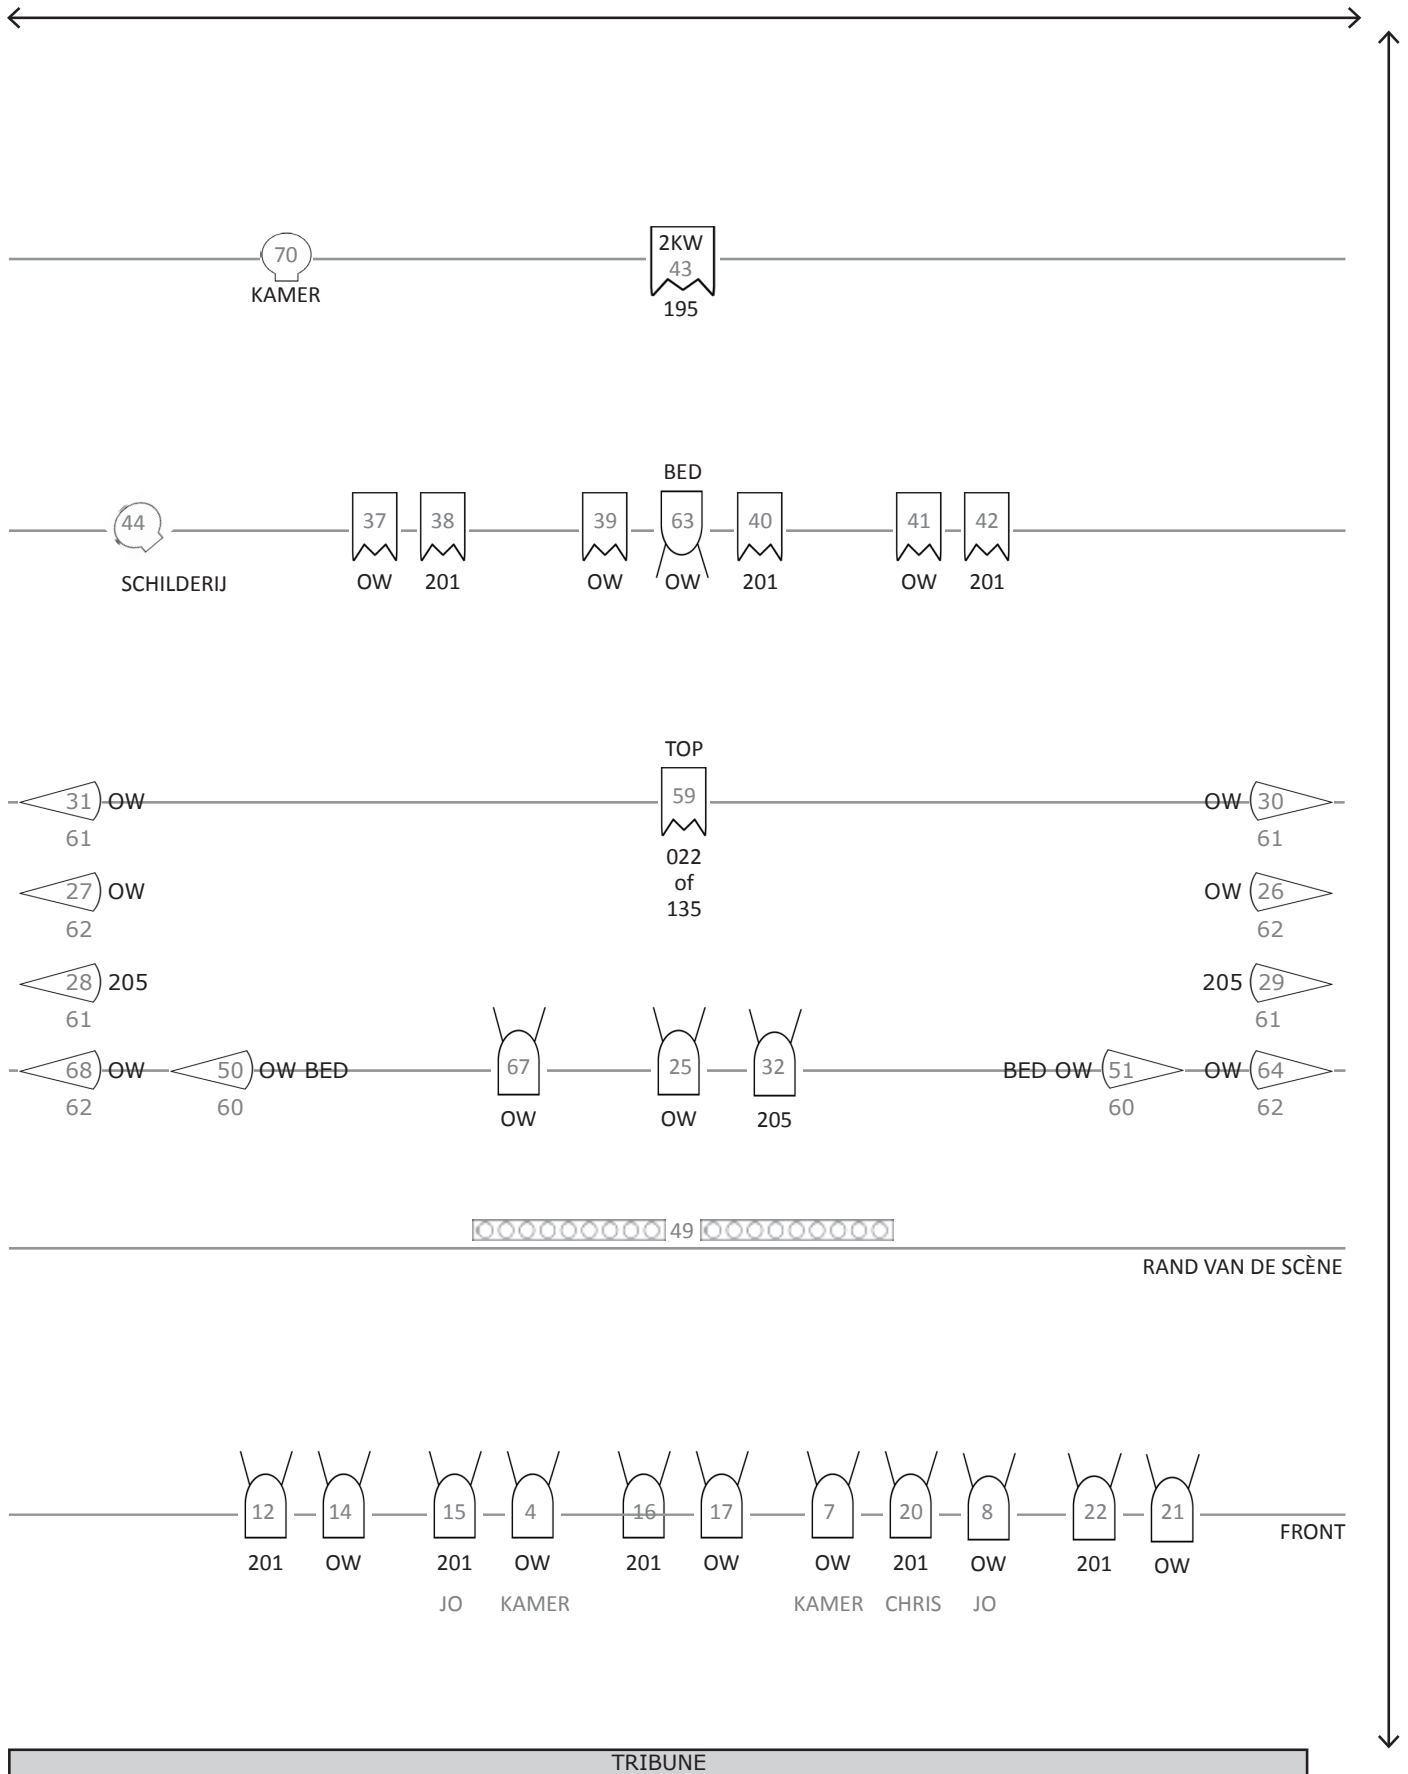 70
KAMER
2KW
43
195
BED
44 37 38 39 63 40 41 42
SCHILDERIJ OW 201 OW OW 201 OW 201
TOP
31 OW 59 OW 30
61 61
022
of
135
27 OW OW 26
62 62
28 205 205 29
61 61
68 OW 50 OW BED 67 25 32 BED OW 51 OW 64
62 60 OW OW 205 60 62
49
RAND VAN DE SCÈNE
12 14 15 4 16 17 7 20 8 22 21
FRONT
201 OW 201 OW 201 OW OW 201 OW 201 OW
JO KAMER KAMER CHRIS JO
TRIBUNE